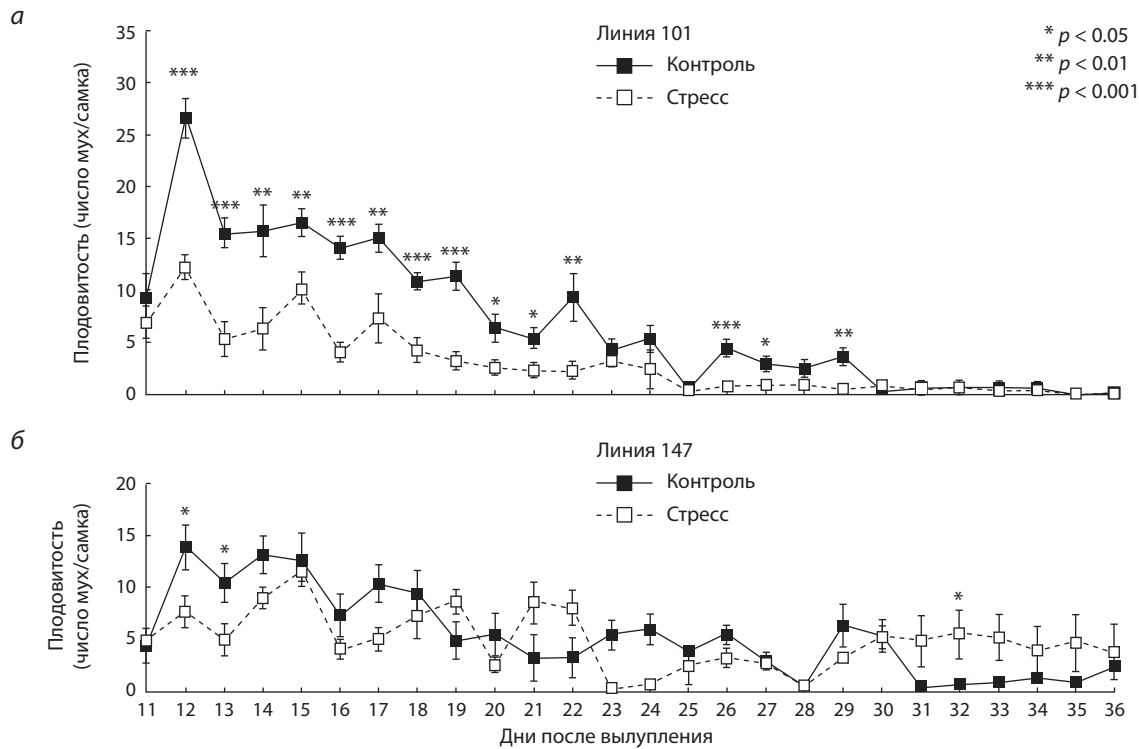 а
Плодовитость (число мух/самка)
35
30
25
20
15
10
5
0
Линия 101
Контроль
Стресс
* p < 0.05
** p < 0.01
*** p < 0.001
*** *** ** ** *** ** *** *** * * ** *** * **
б
Плодовитость
(число мух/самка)
20
15
10
5
0
Линия 147
Контроль
Стресс
* * *
11 12 13 14 15 16 17 18 19 20 21 22 23 24 25 26 27 28 29 30 31 32 33 34 35 36
Дни после вылупления